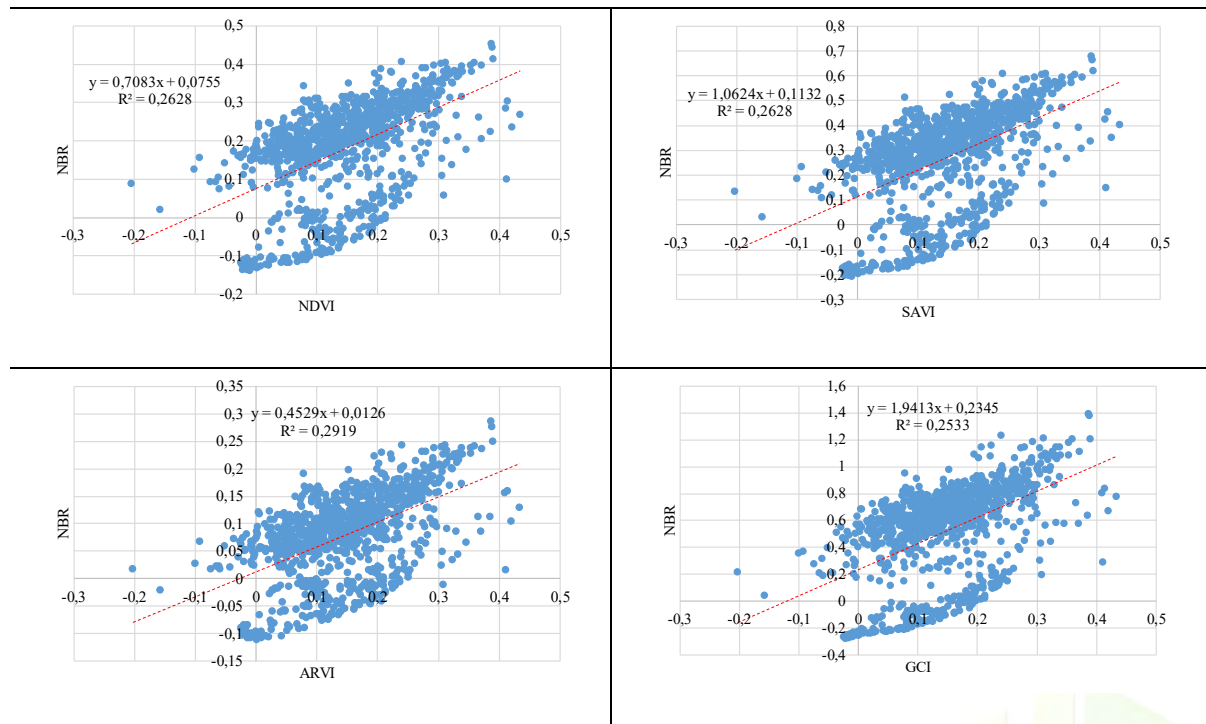 0,5
y = 0,7083x + 0,0755
R² = 0,2628
0,4
0,3
0,2
0,1
0
-0,3 -0,2 -0,1 0 0,1 0,2 0,3 0,4 0,5
-0,1
-0,2
NBR
NDVI
0,8
0,7
y = 1,0624x + 0,1132
R² = 0,2628
0,6
0,5
0,4
0,3
0,2
0,1
0
-0,3 -0,2 -0,1 0 0,1 0,2 0,3 0,4 0,5
-0,1
-0,2
-0,3
NBR
SAVI
0,35
0,3
y = 0,4529x + 0,0126
R² = 0,2919
0,25
0,2
0,15
0,1
0,05
0
-0,3 -0,2 -0,1 0 0,1 0,2 0,3 0,4 0,5
-0,05
-0,1
-0,15
NBR
ARVI
1,6
1,4
y = 1,9413x + 0,2345
R² = 0,2533
1,2
1
0,8
0,6
0,4
0,2
0
-0,3 -0,2 -0,1 0 0,1 0,2 0,3 0,4 0,5
-0,2
-0,4
NBR
GCI